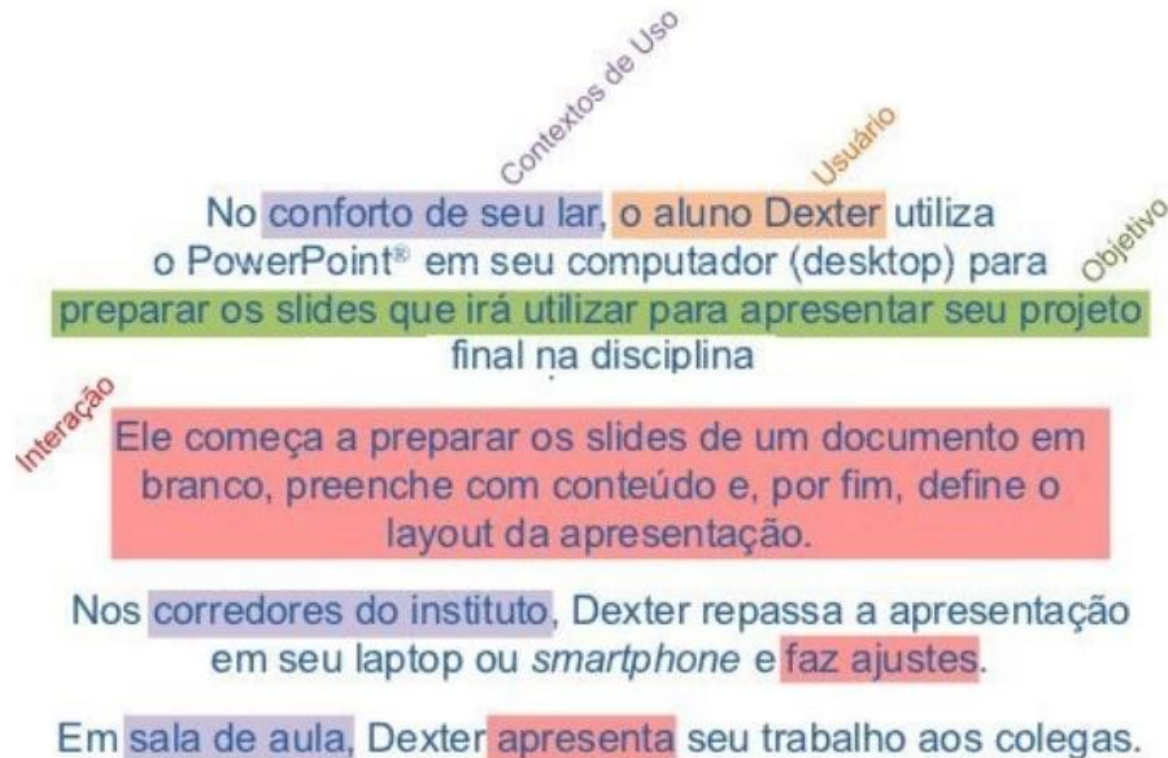 Contextos de Uso
Usuário
No conforto de seu lar, o aluno Dexter utiliza
o PowerPoint® em seu computador (desktop) para
Objetivo
preparar os slides que irá utilizar para apresentar seu projeto
final na disciplina
Interação
Ele começa a preparar os slides de um documento em
branco, preenche com conteúdo e, por fim, define o
layout da apresentação.
Nos corredores do instituto, Dexter repassa a apresentação
em seu laptop ou smartphone e faz ajustes.
Em sala de aula, Dexter apresenta seu trabalho aos colegas.